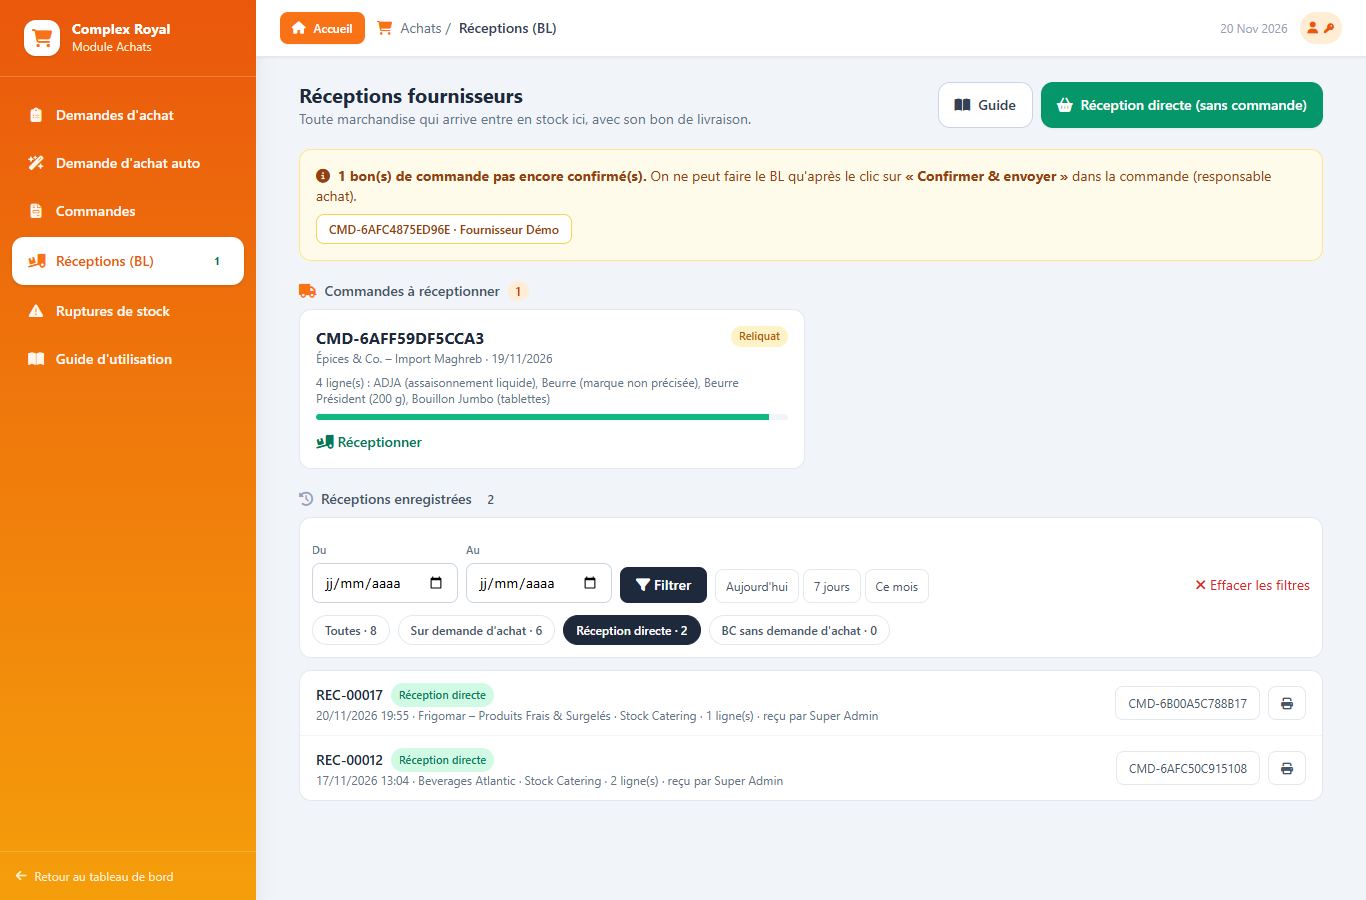 Complex Royal
Module Achats
Demandes d'achat
Demande d'achat auto
Commandes
Réceptions (BL)
1
Ruptures de stock
Guide d'utilisation
Retour au tableau de bord
Accueil
Achats / Réceptions (BL)
20 Nov 2026
Réceptions fournisseurs
Toute marchandise qui arrive entre en stock ici, avec son bon de livraison.
Guide
Réception directe (sans commande)
1 bon(s) de commande pas encore confirmé(s). On ne peut faire le BL qu'après le clic sur « Confirmer & envoyer » dans la commande (responsable
achat).
CMD-6AFC4875ED96E · Fournisseur Démo
Commandes à réceptionner 1
CMD-6AFF59DF5CCA3
Reliquat
Épices & Co. – Import Maghreb · 19/11/2026
4 ligne(s) : ADJA (assaisonnement liquide), Beurre (marque non précisée), Beurre
Président (200 g), Bouillon Jumbo (tablettes)
Réceptionner
Réceptions enregistrées 2
Du
Au
jj/mm/aaaa
jj/mm/aaaa
Filtrer
Aujourd'hui
7 jours
Ce mois
Effacer les filtres
Toutes · 8
Sur demande d'achat · 6
Réception directe · 2
BC sans demande d'achat · 0
REC-00017 Réception directe
20/11/2026 19:55 · Frigomar – Produits Frais & Surgelés · Stock Catering · 1 ligne(s) · reçu par Super Admin
CMD-6B00A5C788B17
REC-00012 Réception directe
17/11/2026 13:04 · Beverages Atlantic · Stock Catering · 2 ligne(s) · reçu par Super Admin
CMD-6AFC50C915108